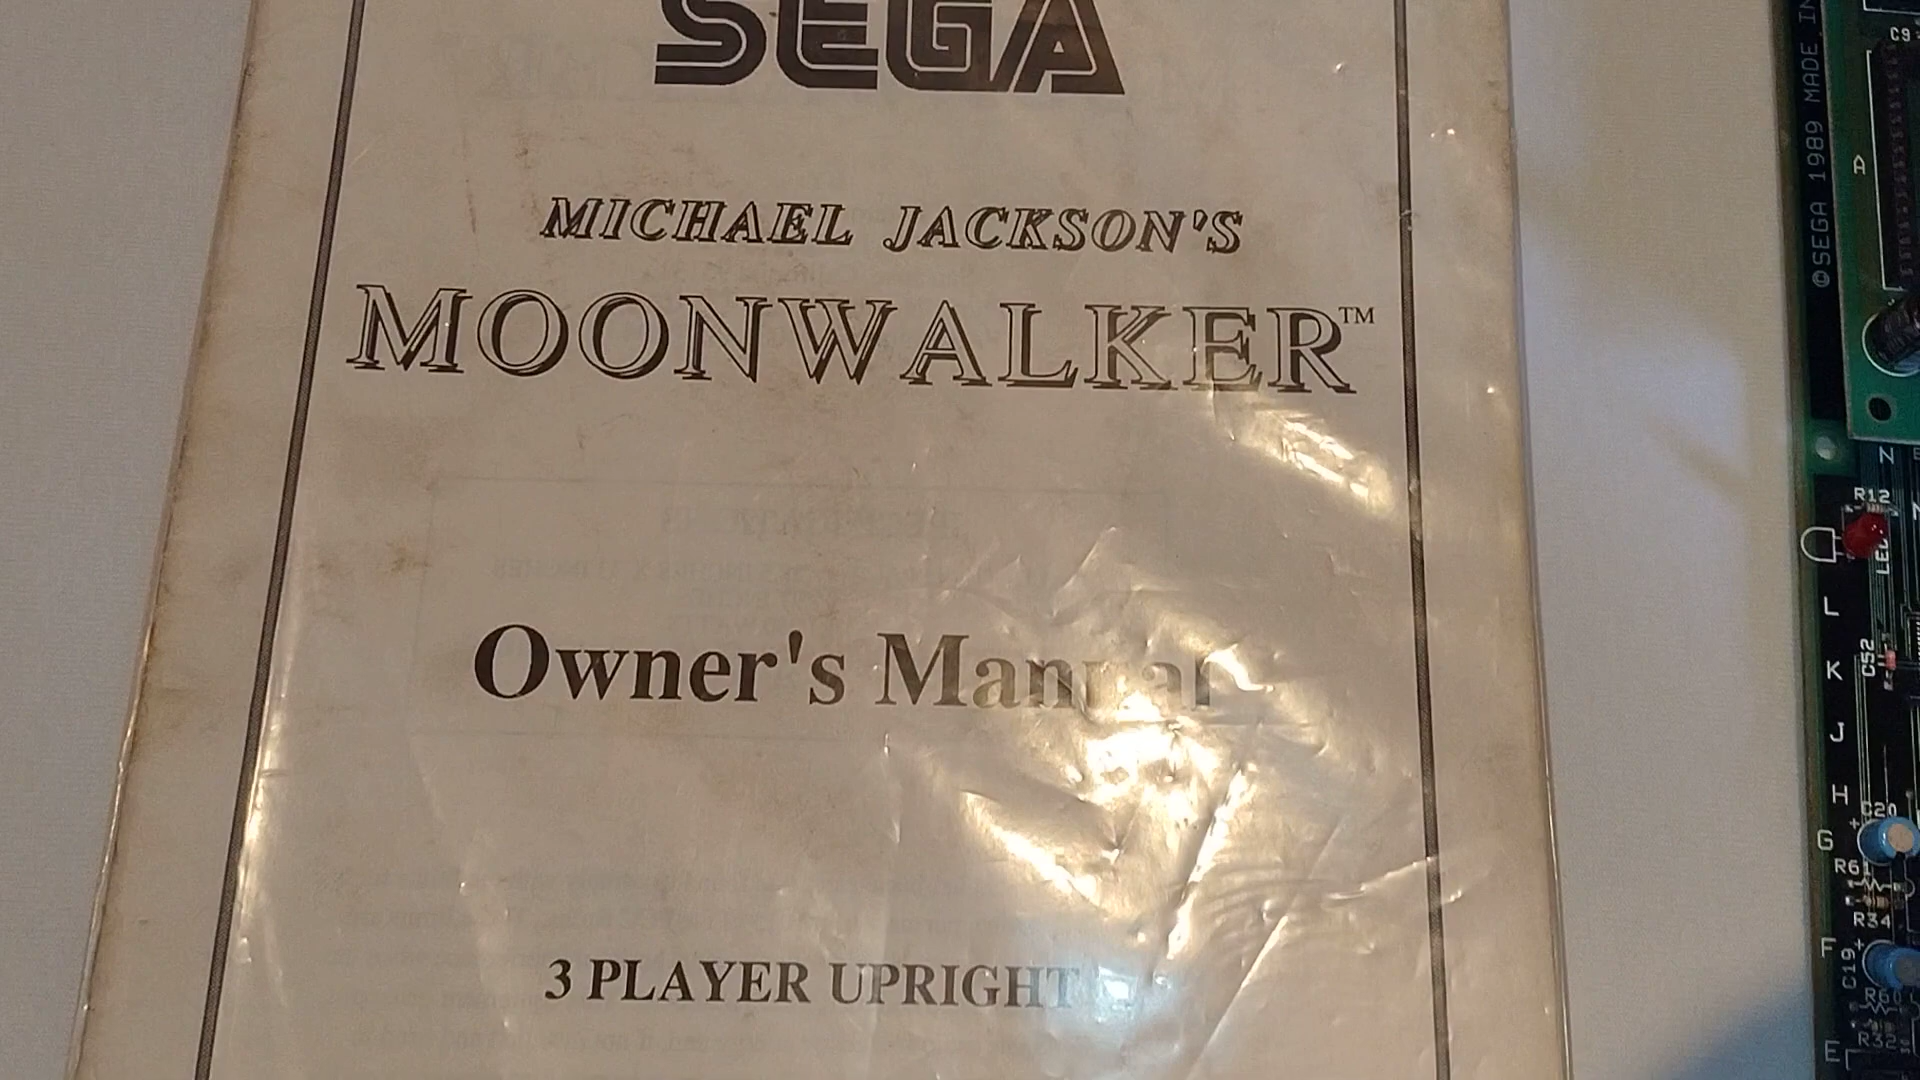 SEGA
MICHAEL JACKSON'S
MOONWALKER™
Owner's Manual
3 PLAYER UPRIGHT
©SEGA 1989 MADE IN
C9
A
N
R12
LED
L
C52
K
J
H
C20
+
G
R61
R34
F
+
C19
R60
R32
E